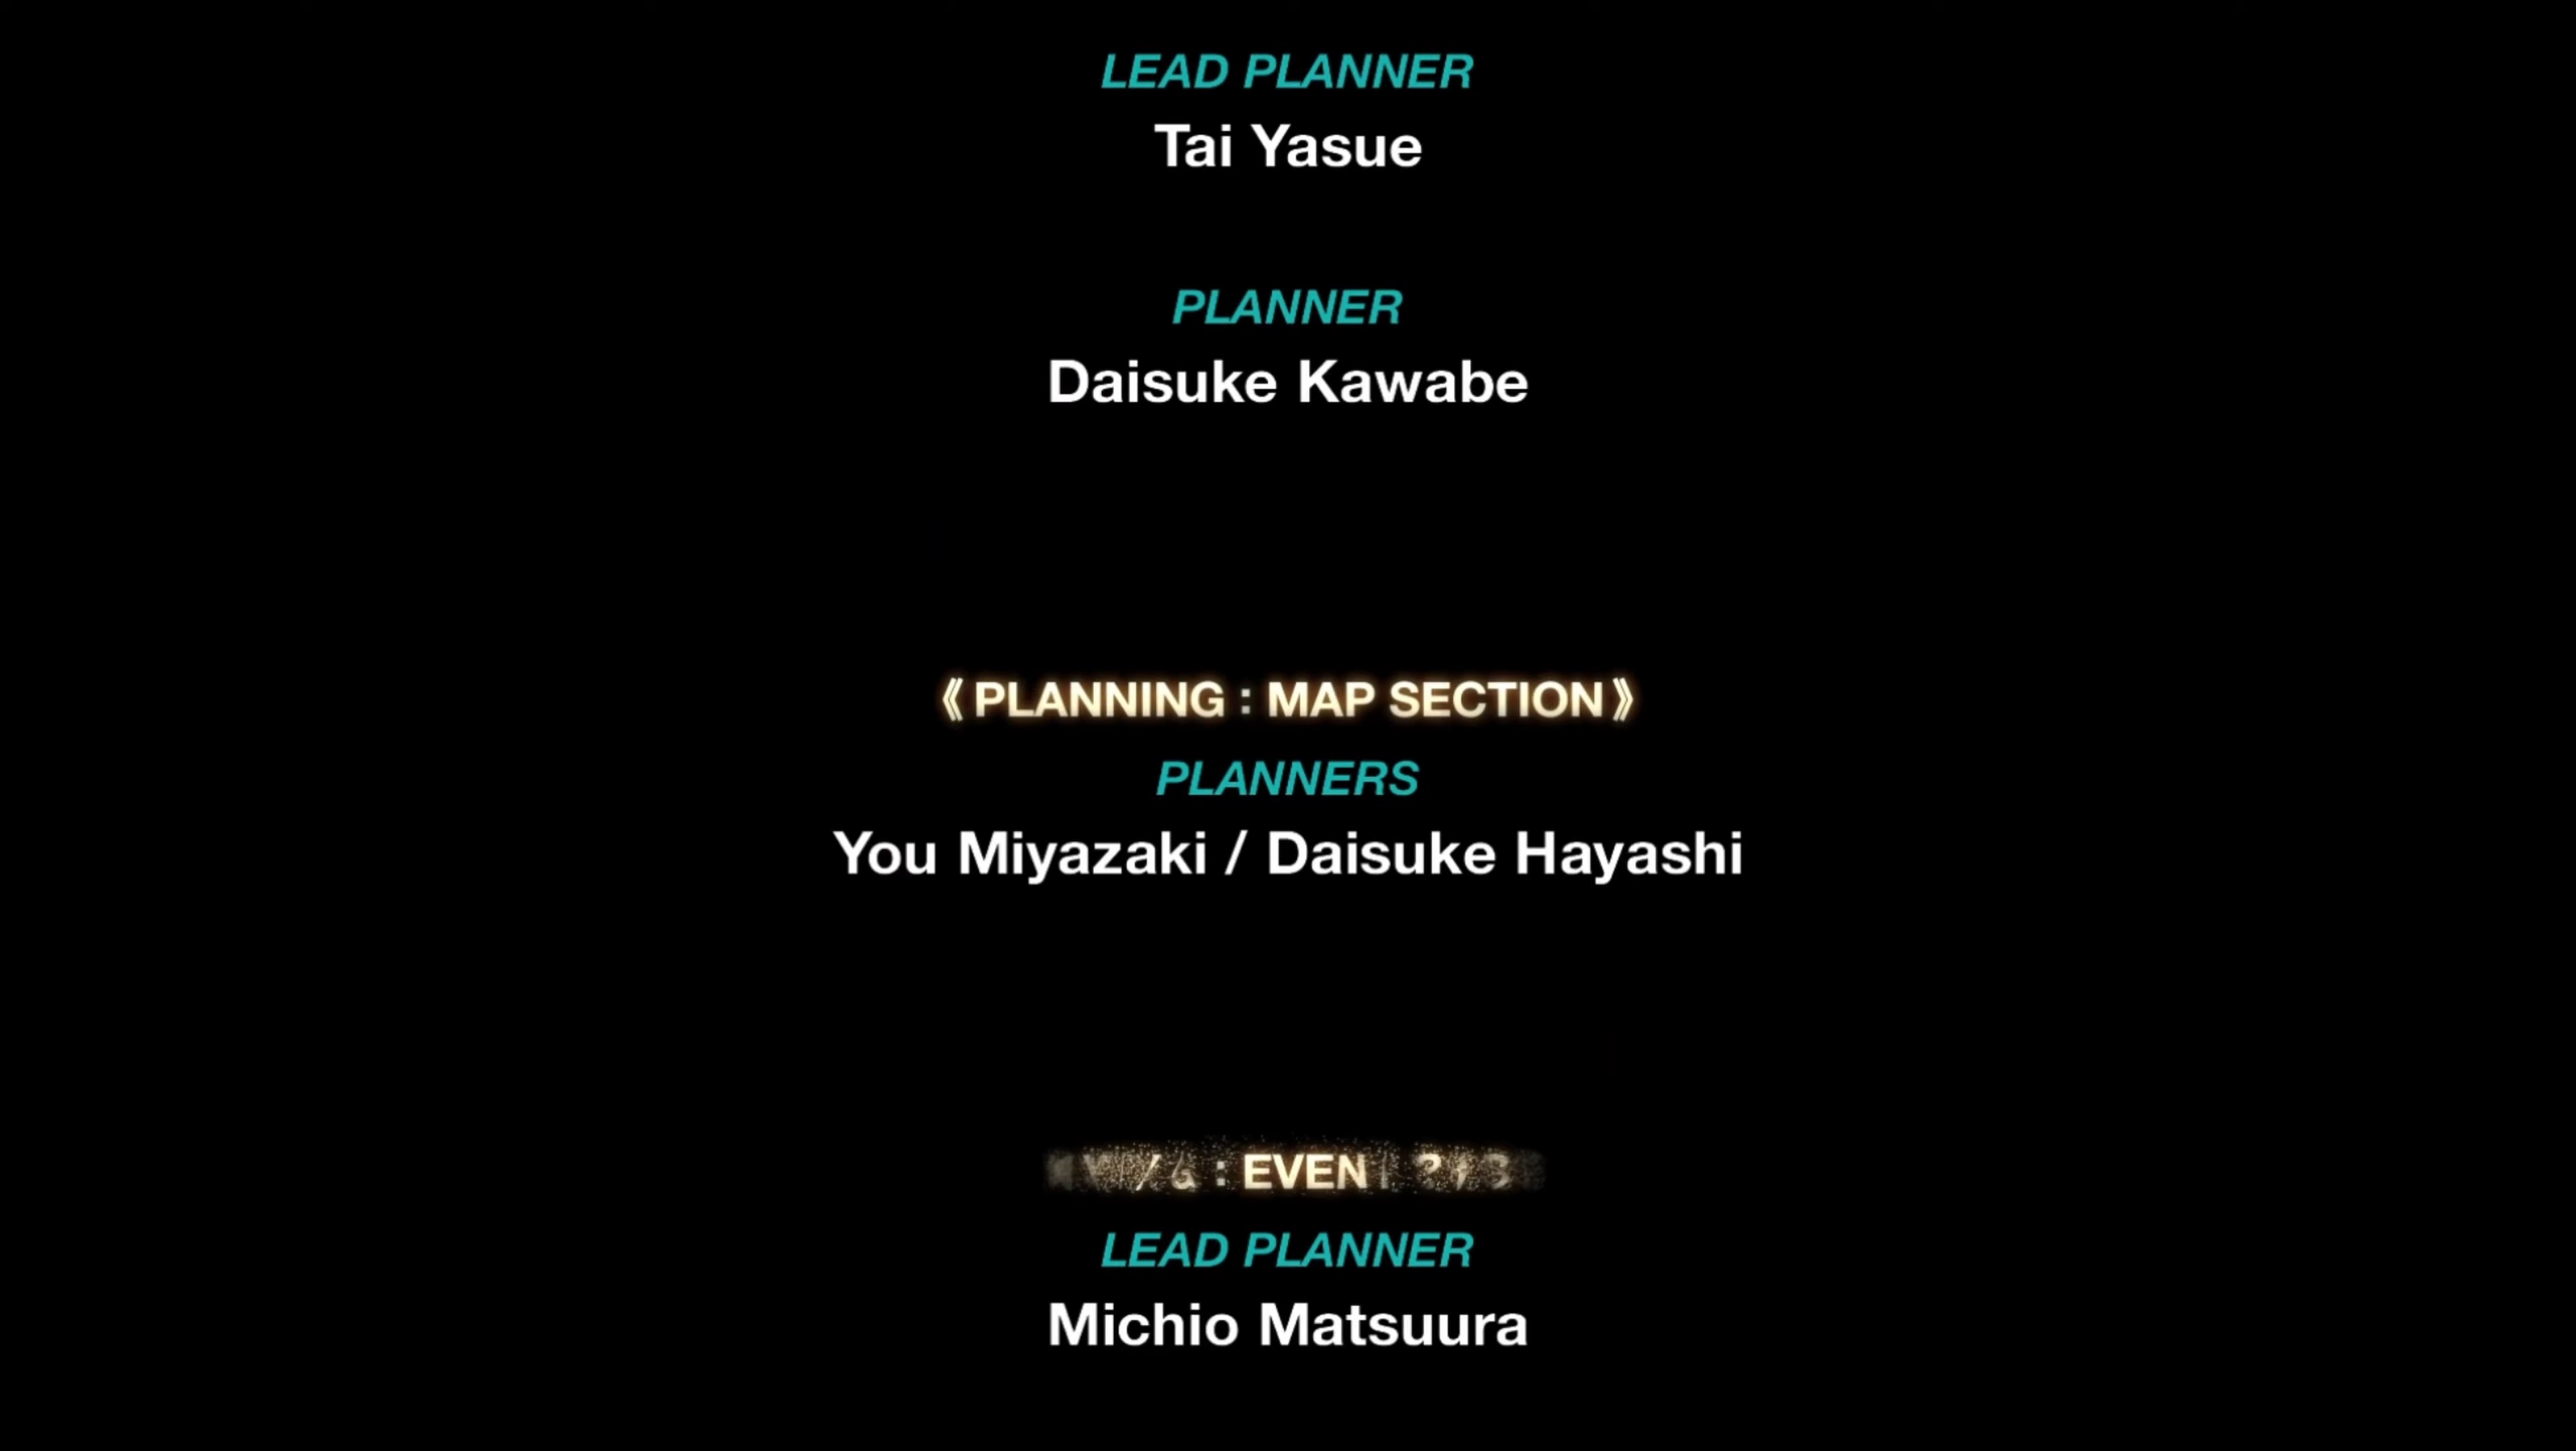 LEAD PLANNER
Tai Yasue
PLANNER
Daisuke Kawabe
《PLANNING : MAP SECTION》
PLANNERS
You Miyazaki / Daisuke Hayashi
: EVEN
LEAD PLANNER
Michio Matsuura